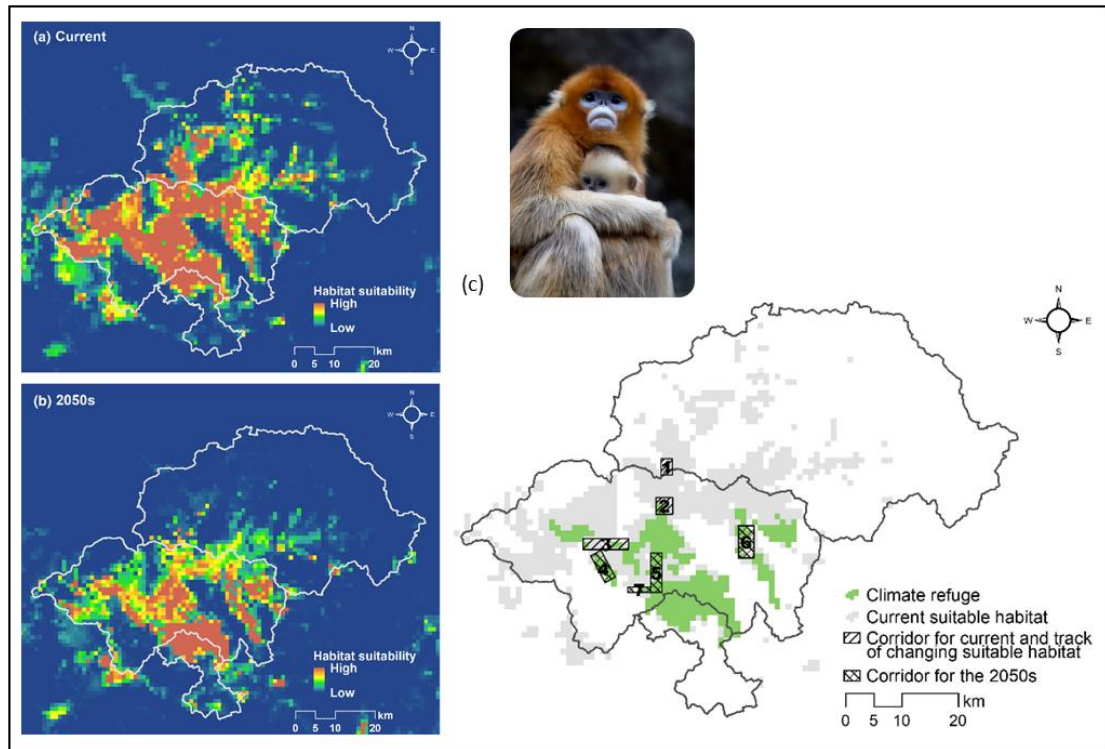 (a) Current
N
W E
S
Habitat suitability
High
Low
km
0 5 10 20
(b) 2050s
N
W E
S
Habitat suitability
High
Low
km
0 5 10 20
(c)
N
W E
S
1
2
3
4
5
6
7
Climate refuge
Current suitable habitat
Corridor for current and track
of changing suitable habitat
Corridor for the 2050s
km
0 5 10 20